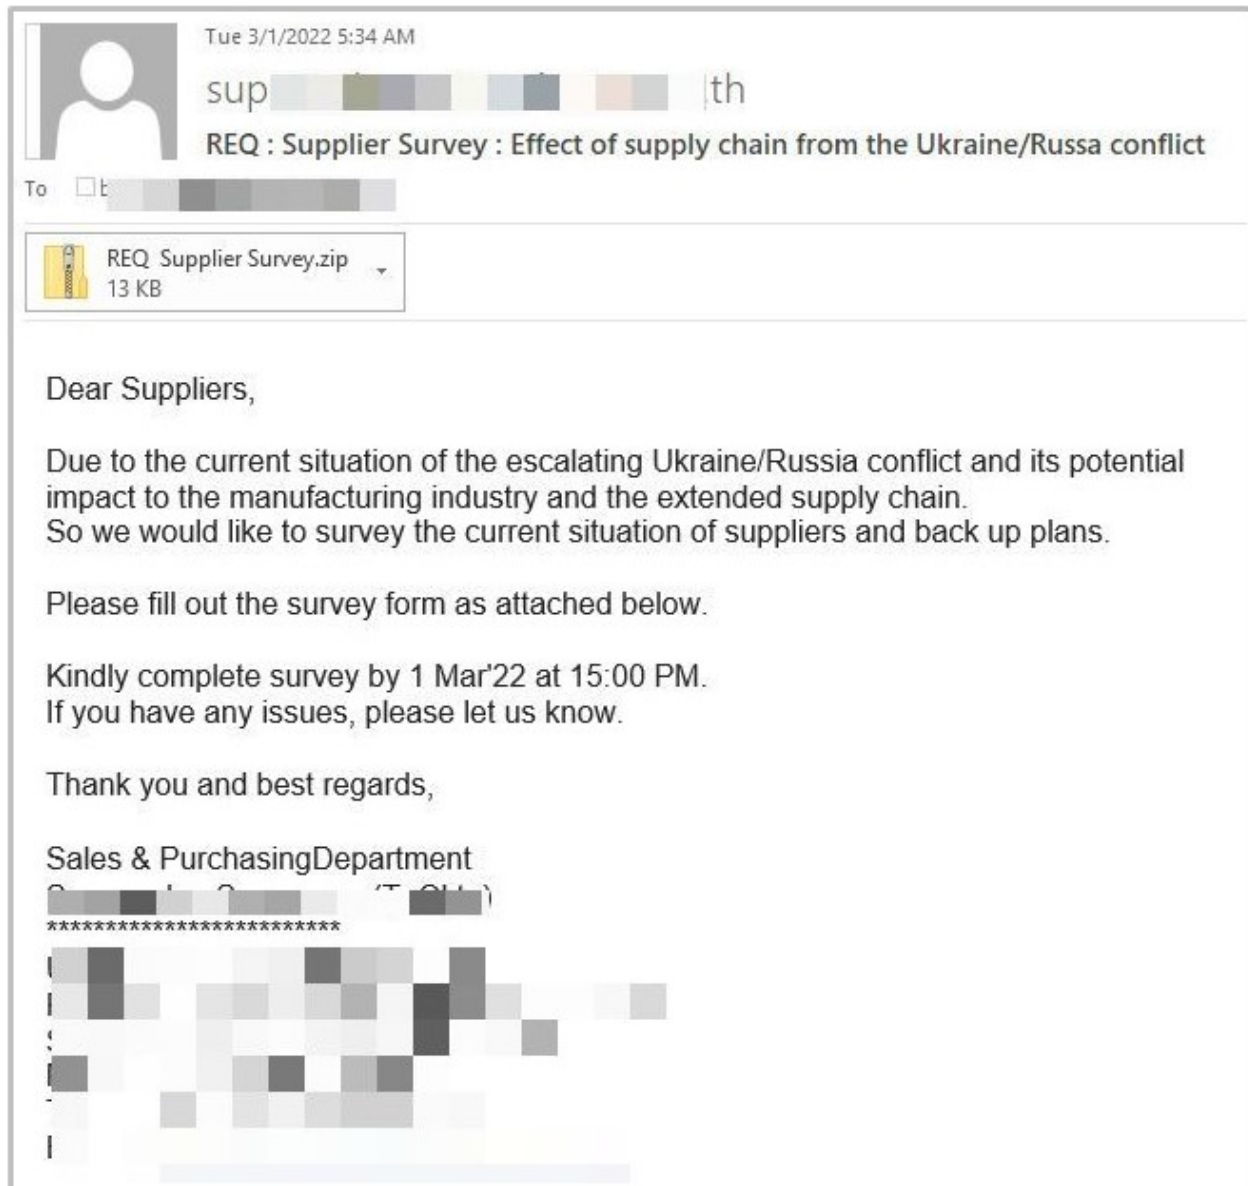 Tue 3/1/2022 5:34 AM
sup th
REQ : Supplier Survey : Effect of supply chain from the Ukraine/Russa conflict
To
REQ Supplier Survey.zip
13 KB
Dear Suppliers,
Due to the current situation of the escalating Ukraine/Russia conflict and its potential
impact to the manufacturing industry and the extended supply chain.
So we would like to survey the current situation of suppliers and back up plans.
Please fill out the survey form as attached below.
Kindly complete survey by 1 Mar'22 at 15:00 PM.
If you have any issues, please let us know.
Thank you and best regards,
Sales & PurchasingDepartment
*************************